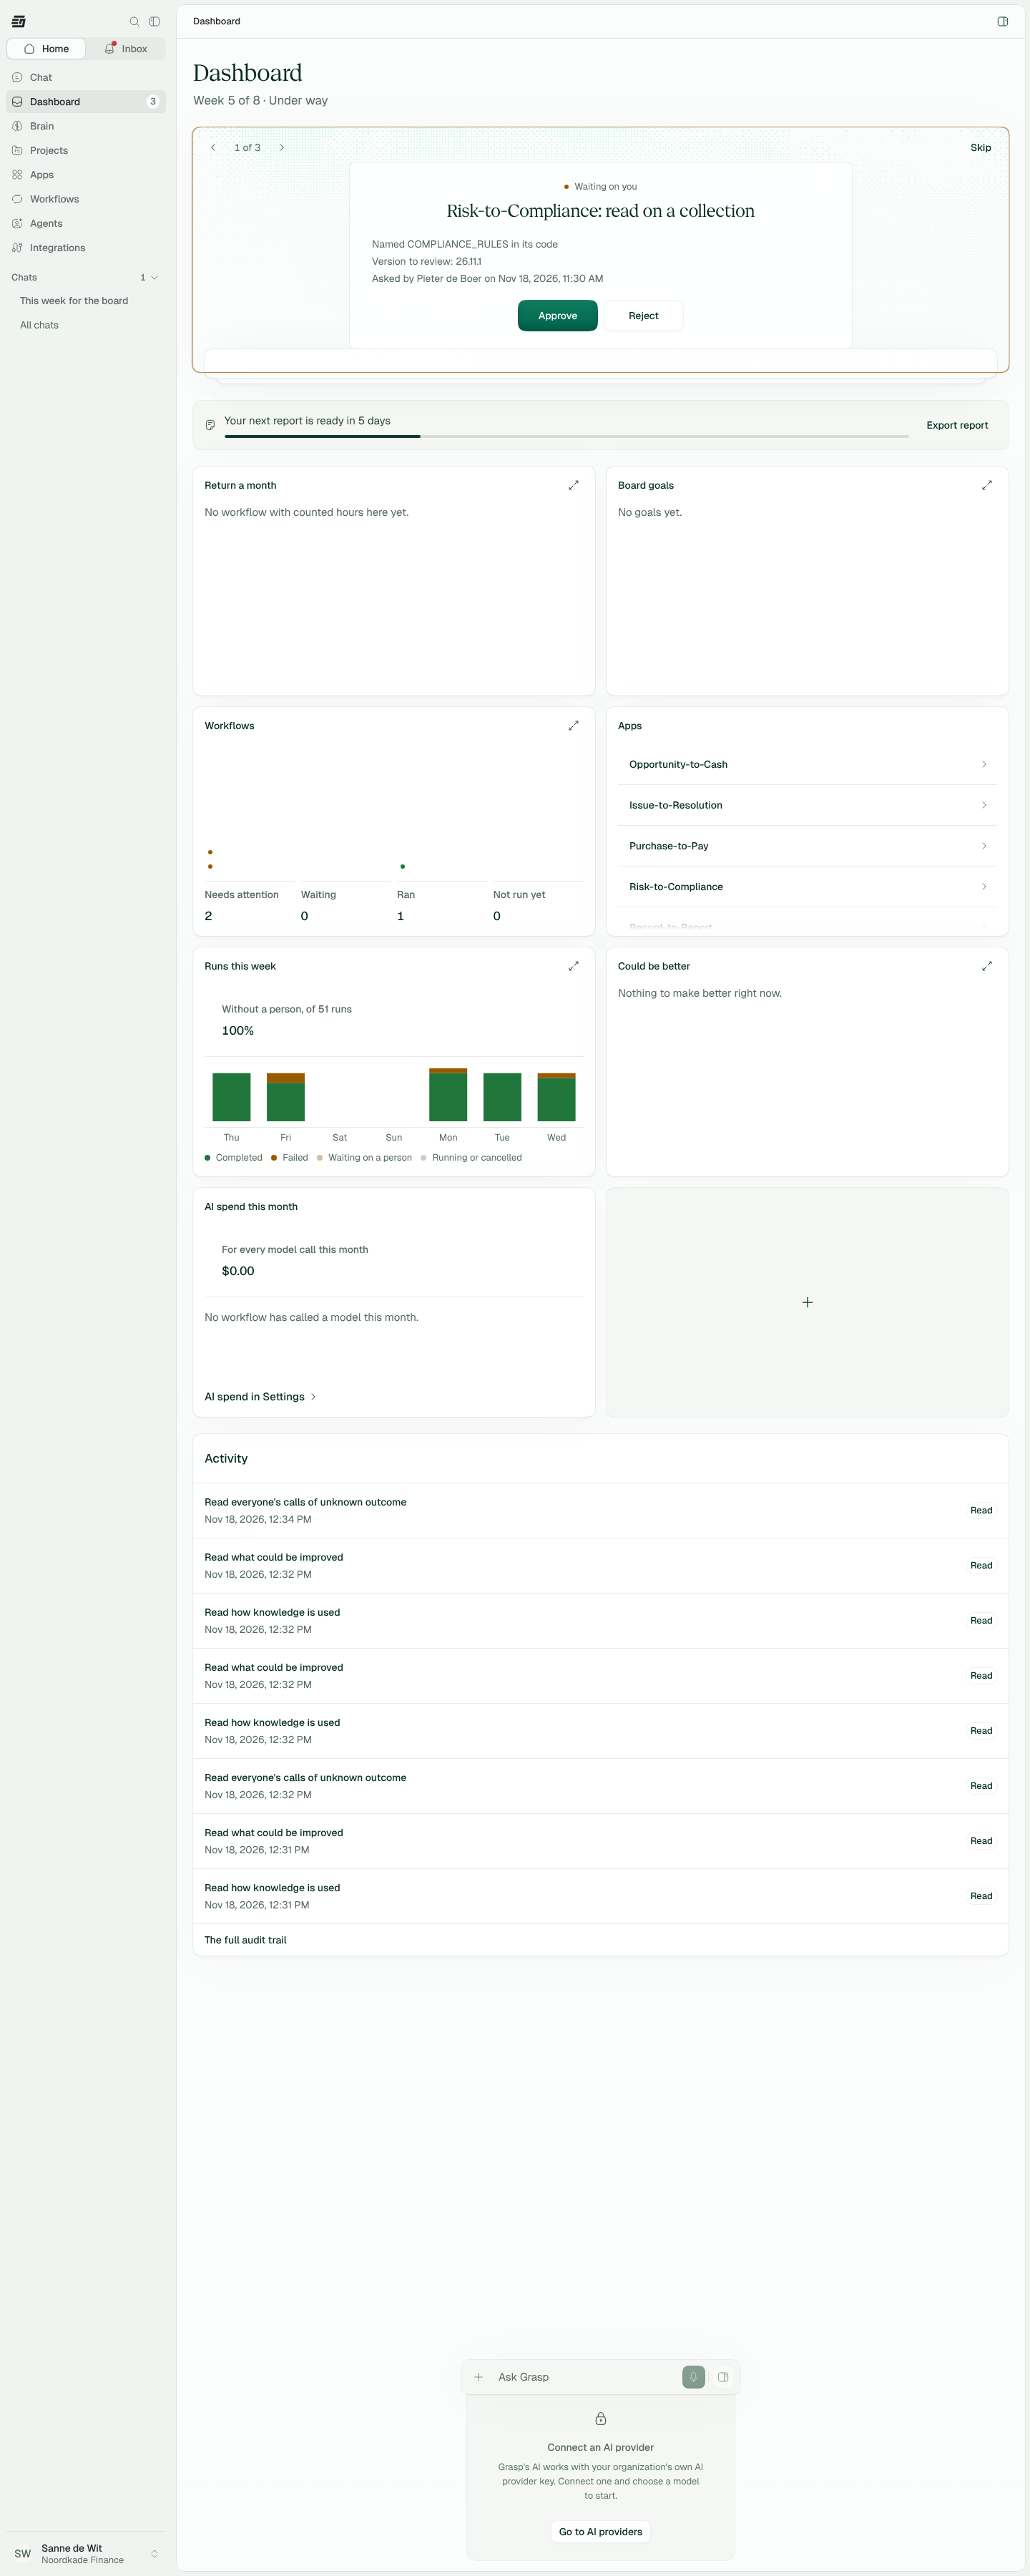 Home
Inbox
Chat
Dashboard
3
Brain
Projects
Apps
Workflows
Agents
Integrations
Chats
1
This week for the board
All chats
SW
Sanne de Wit
Noordkade Finance
Dashboard
Dashboard
Week 5 of 8 · Under way
1 of 3
Skip
Waiting on you
Risk-to-Compliance: read on a collection
Named COMPLIANCE_RULES in its code
Version to review: 26.11.1
Asked by Pieter de Boer on Nov 18, 2026, 11:30 AM
Approve
Reject
Your next report is ready in 5 days
Export report
Return a month
No workflow with counted hours here yet.
Board goals
No goals yet.
Workflows
Needs attention
2
Waiting
0
Ran
1
Not run yet
0
Apps
Opportunity-to-Cash
Issue-to-Resolution
Purchase-to-Pay
Risk-to-Compliance
Record-to-Report
Runs this week
Without a person, of 51 runs
100%
Thu
Fri
Sat
Sun
Mon
Tue
Wed
Completed
Failed
Waiting on a person
Running or cancelled
Could be better
Nothing to make better right now.
AI spend this month
For every model call this month
$0.00
No workflow has called a model this month.
AI spend in Settings
Activity
Read everyone's calls of unknown outcome
Nov 18, 2026, 12:34 PM
Read
Read what could be improved
Nov 18, 2026, 12:32 PM
Read
Read how knowledge is used
Nov 18, 2026, 12:32 PM
Read
Read what could be improved
Nov 18, 2026, 12:32 PM
Read
Read how knowledge is used
Nov 18, 2026, 12:32 PM
Read
Read everyone's calls of unknown outcome
Nov 18, 2026, 12:32 PM
Read
Read what could be improved
Nov 18, 2026, 12:31 PM
Read
Read how knowledge is used
Nov 18, 2026, 12:31 PM
Read
The full audit trail
Ask Grasp
Connect an AI provider
Grasp's AI works with your organization's own AI
provider key. Connect one and choose a model
to start.
Go to AI providers